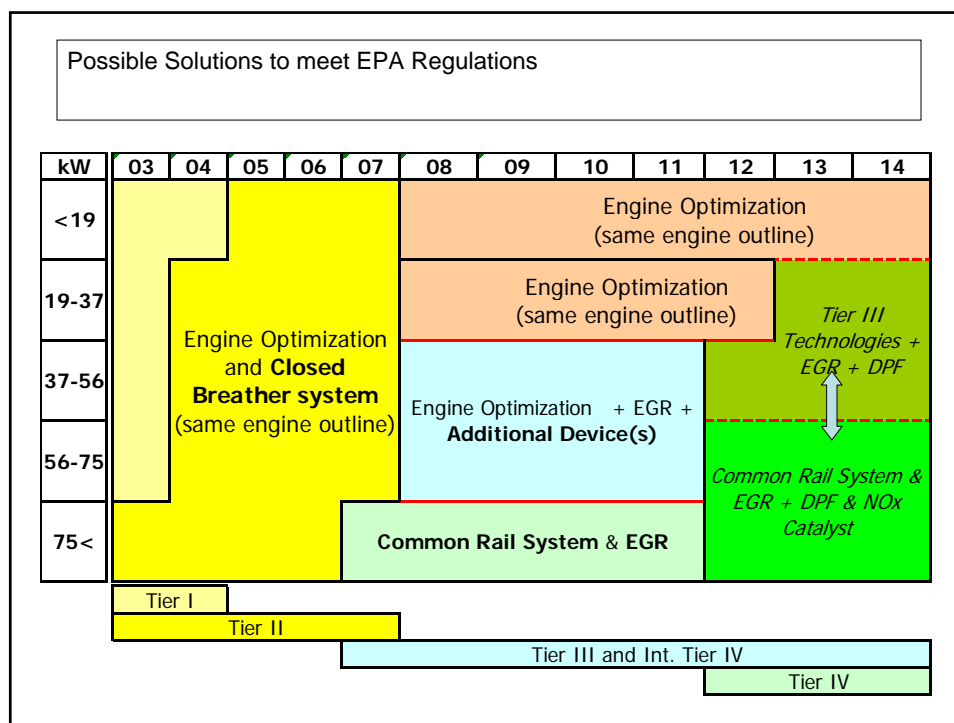 Possible Solutions to meet EPA Regulations
kW 03 04 05 06 07 08 09 10 11 12 13 14
<19
Engine Optimization
(same engine outline)
19-37
Engine Optimization
(same engine outline)
37-56
56-75
75<
Engine Optimization
and Closed
Breather system
(same engine outline)
Engine Optimization + EGR +
Additional Device(s)
Common Rail System & EGR
Tier III
Technologies +
EGR + DPF
Common Rail System &
EGR + DPF & NOx
Catalyst
Tier I
Tier II
Tier III and Int. Tier IV
Tier IV